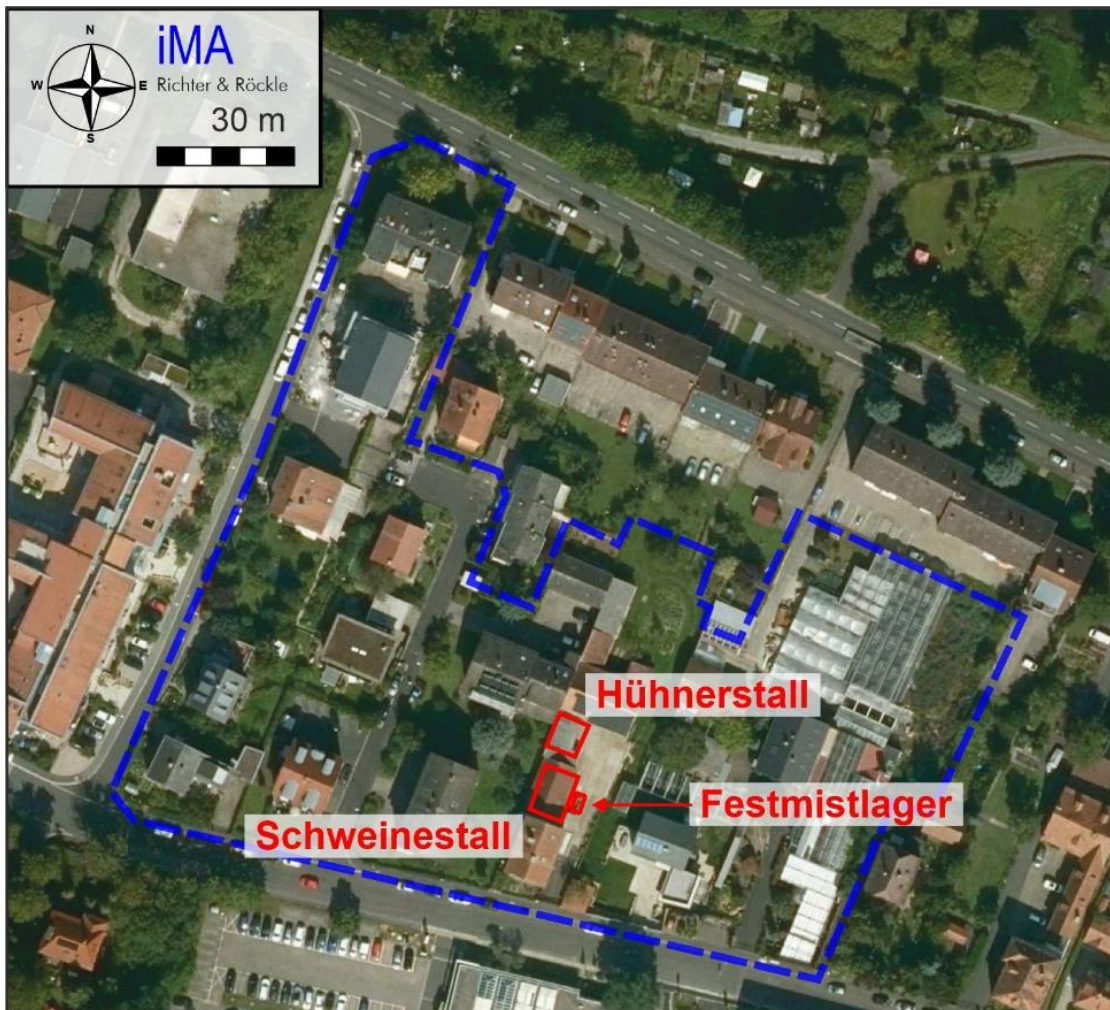 N
W E
S
iMA
Richter & Röckle
30 m
Hühnerstall
Festmistlager
Schweinestall